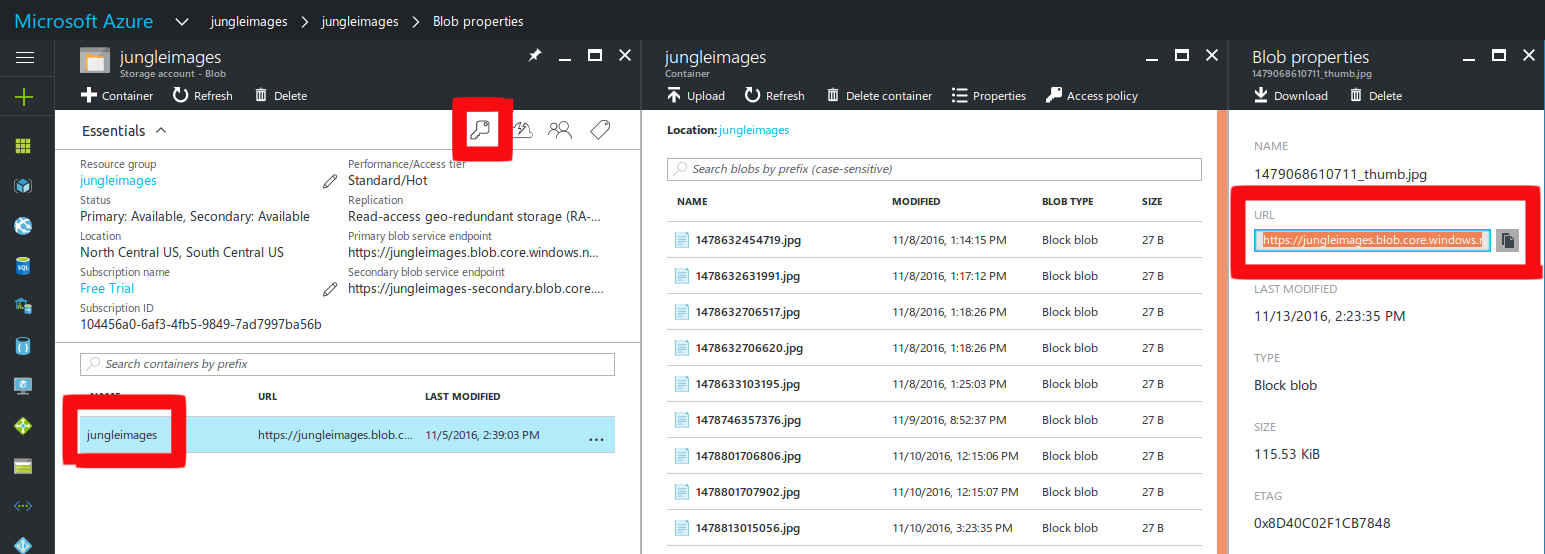 Microsoft Azure jungleimages jungleimages Blob properties
jungleimages
Storage account - Blob
Container Refresh Delete
Essentials
Resource group
jungleimages
Status
Primary: Available, Secondary: Available
Location
North Central US, South Central US
Subscription name
Free Trial
Subscription ID
104456a0-6af3-4fb5-9849-7ad7997ba56b
Performance/Access tier
Standard/Hot
Replication
Read-access geo-redundant storage (RA-...
Primary blob service endpoint
https://jungleimages.blob.core.windows.n...
Secondary blob service endpoint
https://jungleimages-secondary.blob.core....
Search containers by prefix
NAME URL LAST MODIFIED
jungleimages https://jungleimages.blob.c... 11/5/2016, 2:39:03 PM ...
jungleimages
Container
Upload Refresh Delete container Properties Access policy
Location: jungleimages
Search blobs by prefix (case-sensitive)
NAME MODIFIED BLOB TYPE SIZE
1478632454719.jpg 11/8/2016, 1:14:15 PM Block blob 27 B
1478632631991.jpg 11/8/2016, 1:17:12 PM Block blob 27 B
1478632706517.jpg 11/8/2016, 1:18:26 PM Block blob 27 B
1478632706620.jpg 11/8/2016, 1:18:26 PM Block blob 27 B
1478633103195.jpg 11/8/2016, 1:25:03 PM Block blob 27 B
1478746357376.jpg 11/9/2016, 8:52:37 PM Block blob 27 B
1478801706806.jpg 11/10/2016, 12:15:06 PM Block blob 27 B
1478801707902.jpg 11/10/2016, 12:15:07 PM Block blob 27 B
1478813015056.jpg 11/10/2016, 3:23:35 PM Block blob 27 B
Blob properties
1479068610711_thumb.jpg
Download Delete
NAME
1479068610711_thumb.jpg
URL
https://jungleimages.blob.core.windows.n
LAST MODIFIED
11/13/2016, 2:23:35 PM
TYPE
Block blob
SIZE
115.53 KiB
ETAG
0x8D40C02F1CB7848